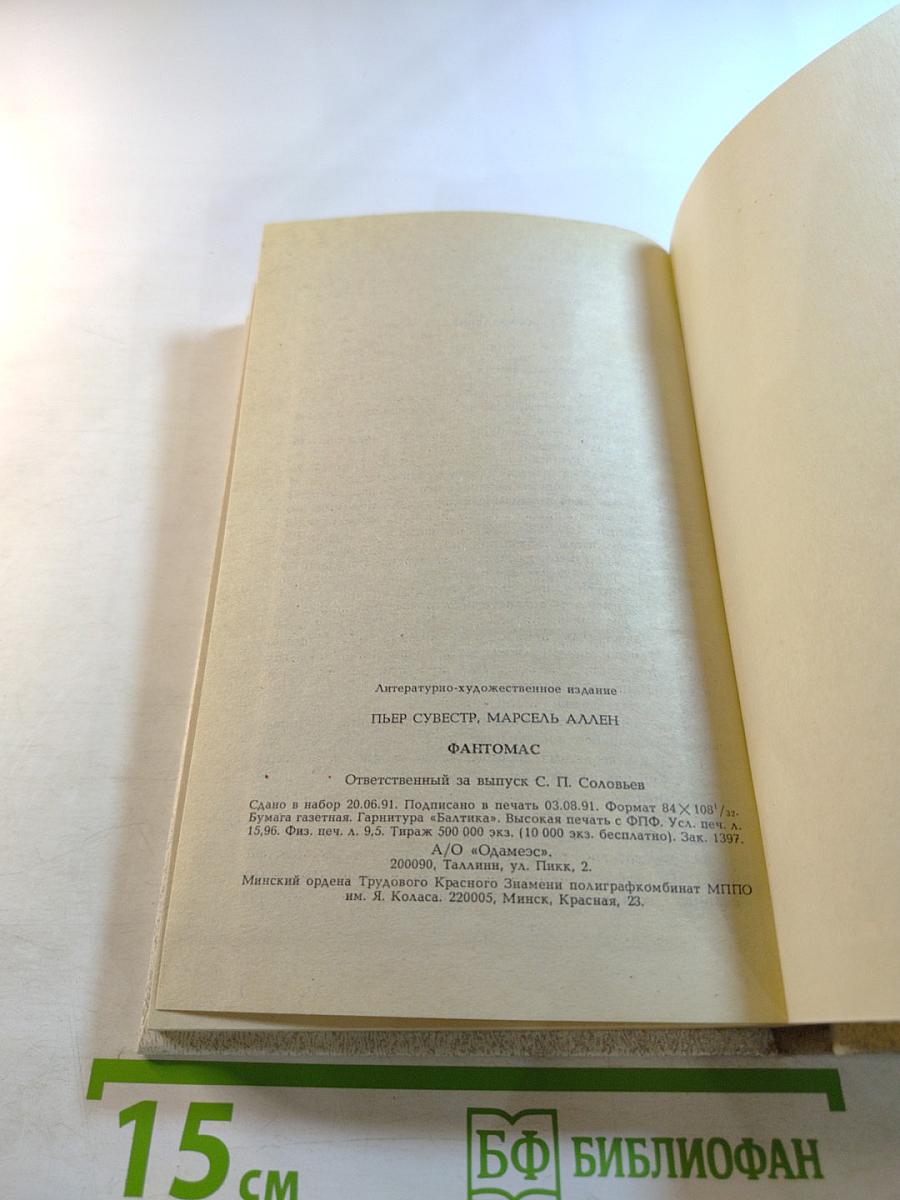 Литературно-художественное издание
ПЬЕР СУВЕСТР, МАРСЕЛЬ АЛЛЕН
ФАНТОМАС
Ответственный за выпуск С. П. Соловьев
Сдано в набор 20.06.91. Подписано в печать 03.08.91. Формат 84×108¹/₃₂.
Бумага газетная. Гарнитура «Балтика». Высокая печать с ФПФ. Усл. печ. л.
15,96. Физ. печ. л. 9,5. Тираж 500 000 экз. (10 000 экз. бесплатно). Зак. 1397.
А/О «Одамеэс».
200090, Таллинн, ул. Пикк, 2.
Минский ордена Трудового Красного Знамени полиграфкомбинат МППО
им. Я. Коласа. 220005, Минск, Красная, 23.
15 см
БФ БИБЛИОФАН